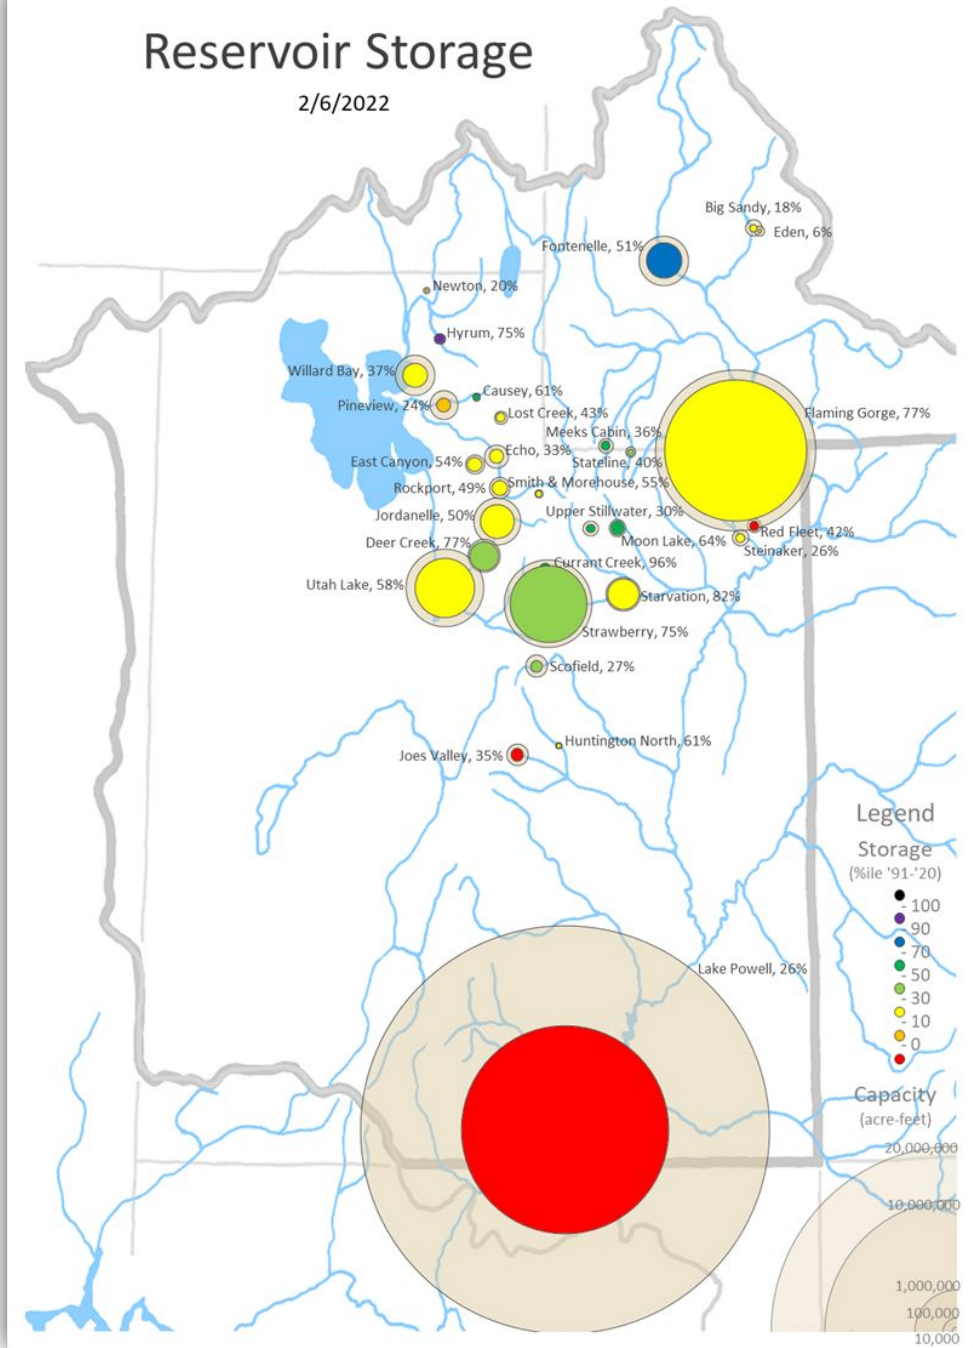 Reservoir Storage
2/6/2022
Big Sandy, 18%
Eden, 6%
Fontenelle, 51%
Newton, 20%
Hyrum, 75%
Willard Bay, 37%
Causey, 61%
Pineview, 24%
Lost Creek, 43%
Flaming Gorge, 77%
Meeks Cabin, 36%
Echo, 33%
East Canyon, 54%
Stateline, 40%
Rockport, 49%
Smith & Morehouse, 55%
Jordanelle, 50%
Upper Stillwater, 30%
Red Fleet, 42%
Deer Creek, 77%
Moon Lake, 64%
Steinaker, 26%
Currant Creek, 96%
Utah Lake, 58%
Starvation, 82%
Strawberry, 75%
Scofield, 27%
Huntington North, 61%
Joes Valley, 35%
Lake Powell, 26%
Legend
Storage
(%ile '91-'20)
- 100
- 90
- 70
- 50
- 30
- 10
- 0
Capacity
(acre-feet)
20,000,000
10,000,000
1,000,000
100,000
10,000